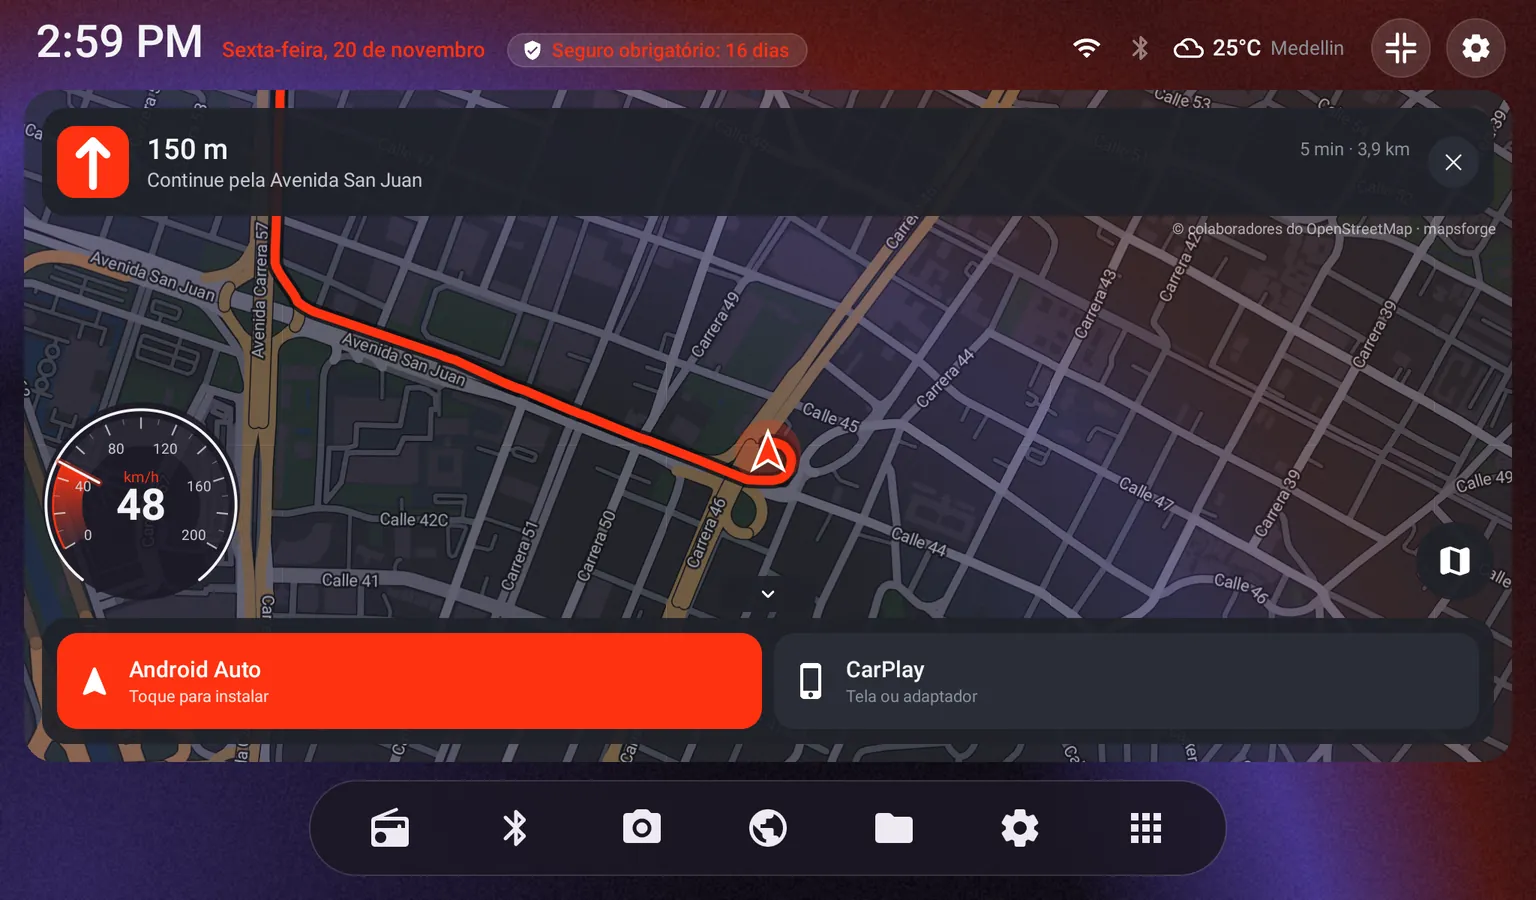 2:59 PM
Sexta-feira, 20 de novembro
Seguro obrigatório: 16 dias
25°C Medellin
Calle 53
150 m
Continue pela Avenida San Juan
5 min · 3,9 km
© colaboradores do OpenStreetMap · mapsforge
Avenida San Juan
Avenida Carrera 57
Avenida San Juan
Carrera 49
Carrera 42
Carrera 43
Carrera 39
Carrera 44
Calle 45
Calle 47
Calle 49
Carrera 39
Calle 44
Calle 46
Carrera 46
Carrera 50
Carrera 51
Calle 42C
Calle 41
80 120
km/h
40 48 160
0 200
Android Auto
Toque para instalar
CarPlay
Tela ou adaptador